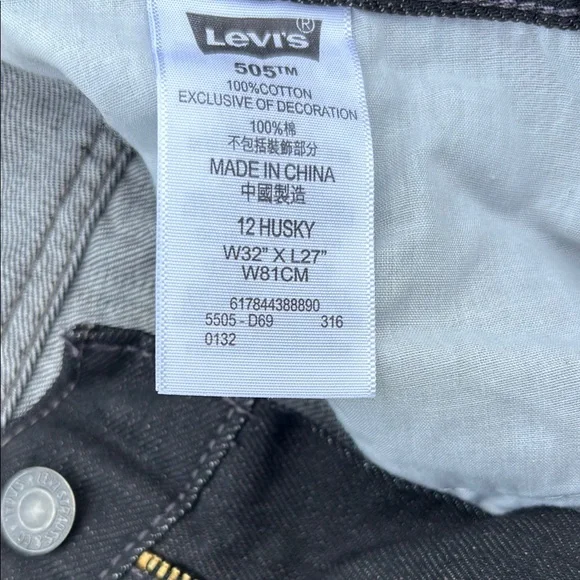 LEVI'S®
505™
100%COTTON
EXCLUSIVE OF DECORATION
100%棉
不包括裝飾部分
MADE IN CHINA
中國製造
12 HUSKY
W32" X L27"
W81CM
617844388890
5505 - D69 316
0132